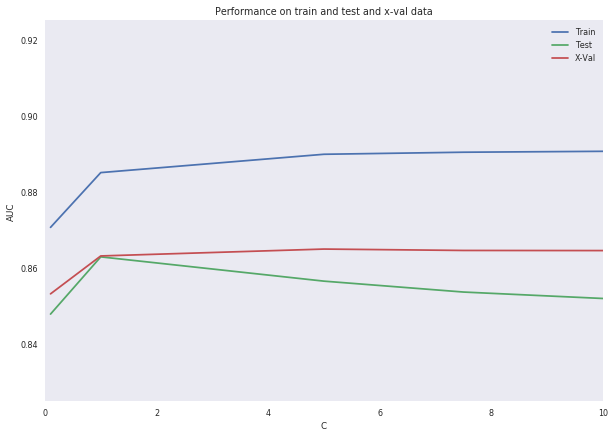 Performance on train and test and x-val data
Train
Test
X-Val
0.92
0.90
0.88
0.86
0.84
AUC
0
2
4
6
8
10
C